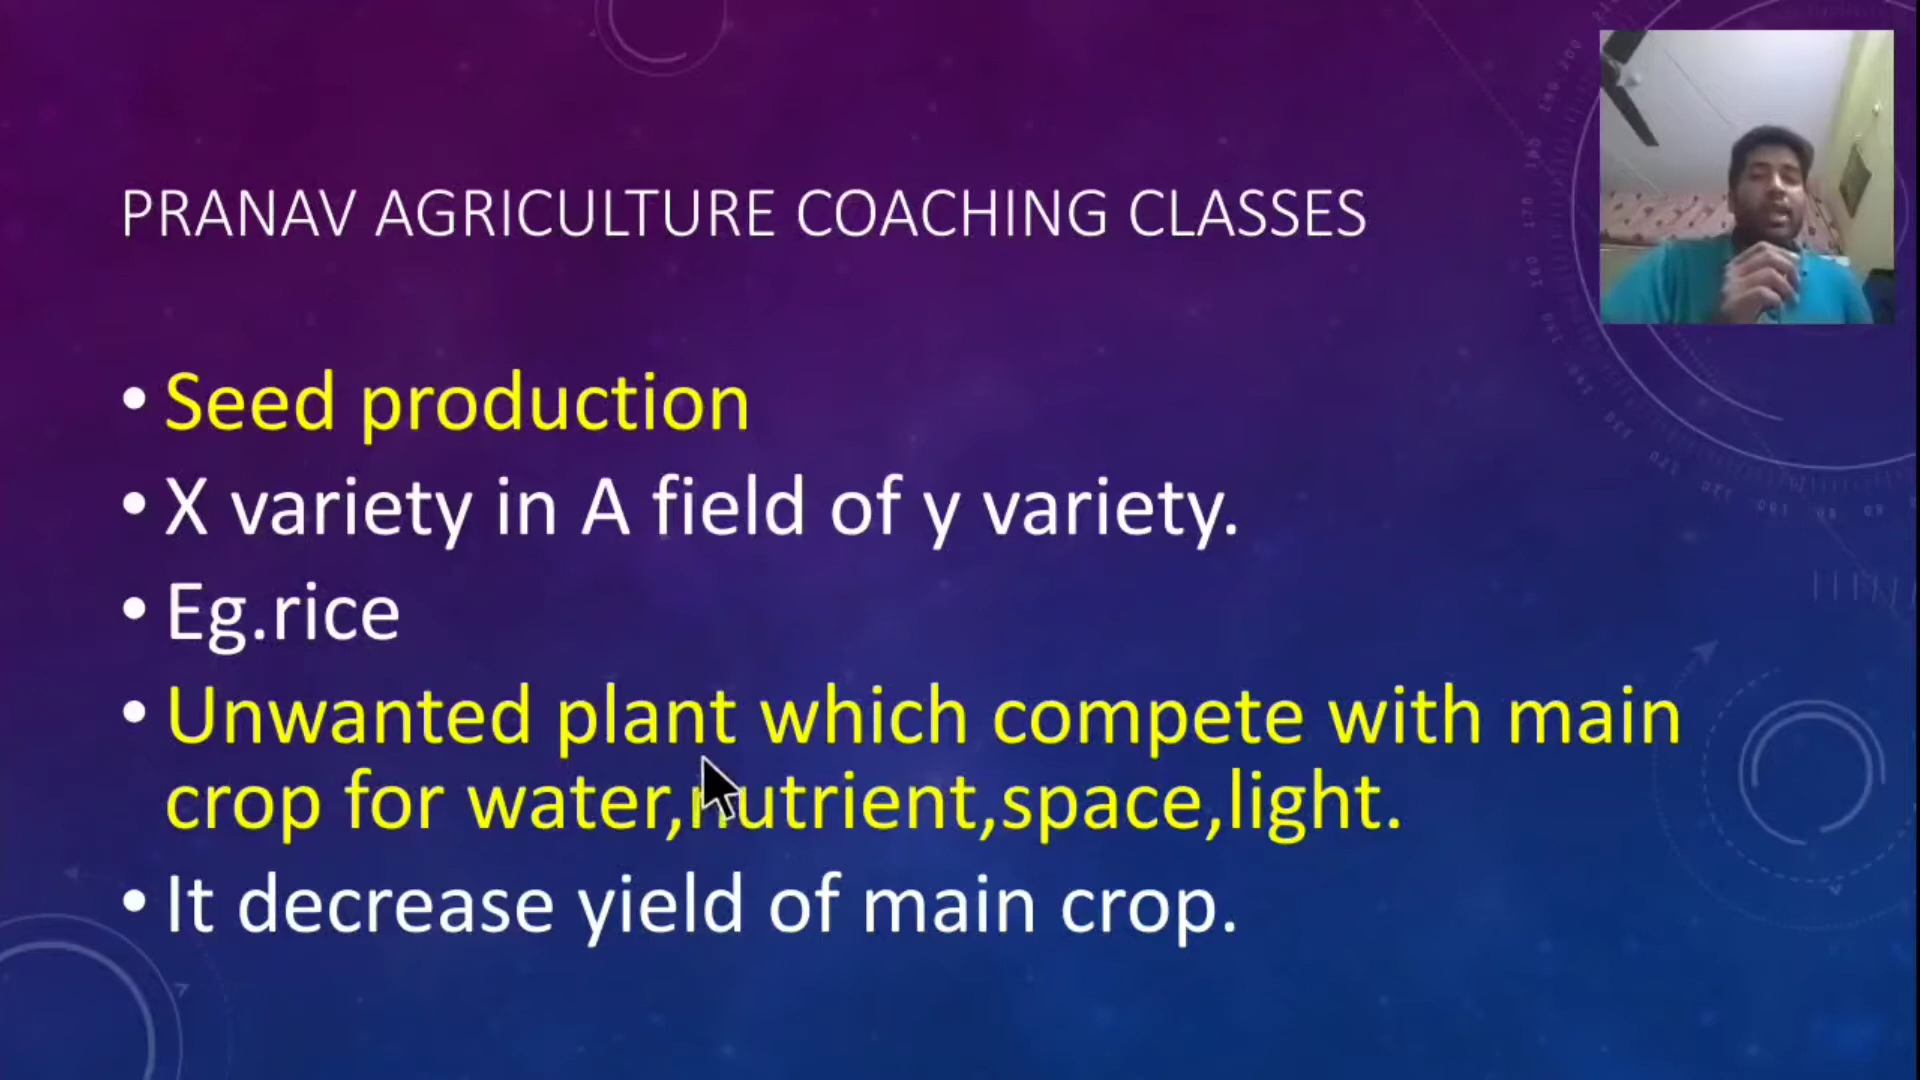 PRANAV AGRICULTURE COACHING CLASSES
• Seed production
• X variety in A field of y variety.
• Eg.rice
• Unwanted plant which compete with main
crop for water,nutrient,space,light.
• It decrease yield of main crop.